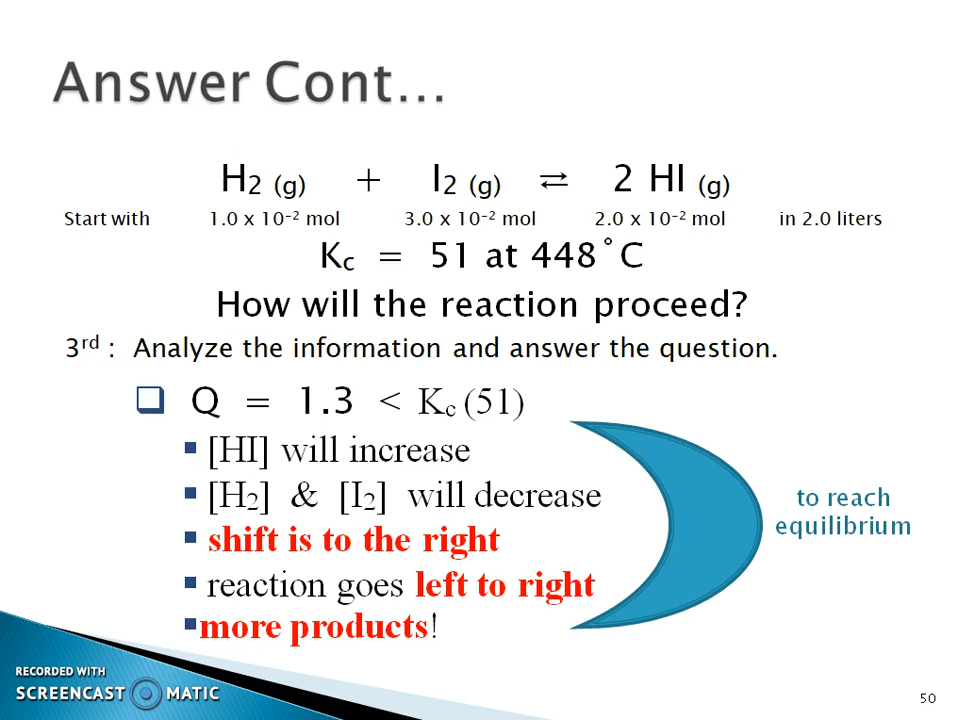 Answer Cont…
H₂ (g) + I₂ (g) ⇄ 2 HI (g)
Start with 1.0 x 10⁻² mol 3.0 x 10⁻² mol 2.0 x 10⁻² mol in 2.0 liters
Kc = 51 at 448˚C
How will the reaction proceed?
3ʳᵈ : Analyze the information and answer the question.
❑ Q = 1.3 < Kc (51)
▪ [HI] will increase
▪ [H₂] & [I₂] will decrease
▪ shift is to the right
▪ reaction goes left to right
▪more products!
to reach
equilibrium
RECORDED WITH
SCREENCAST MATIC
50